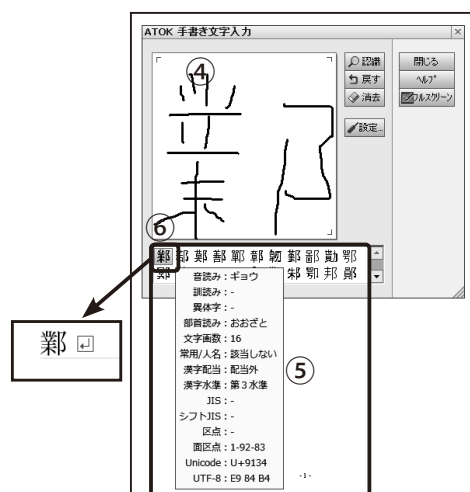 ATOK 手書き文字入力
④
認識
戻す
消去
設定...
閉じる
ヘルプ
フルスクリーン
⑥
鄴
音読み：ギョウ
訓読み：-
異体字：-
部首読み：おおざと
文字画数：16
常用/人名：該当しない
漢字配当：配当外
漢字水準：第3水準
JIS：-
シフトJIS：-
区点：-
面区点：1-92-83
Unicode：U+9134
UTF-8：E9 84 B4
⑤
鄴
-1-